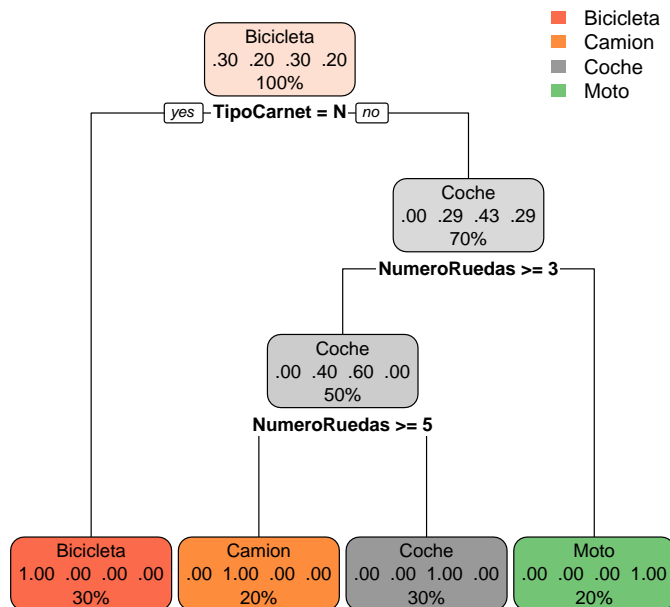 Bicicleta
Camion
Coche
Moto
Bicicleta
.30 .20 .30 .20
100%
yes TipoCarnet = N no
Coche
.00 .29 .43 .29
70%
NumeroRuedas >= 3
Coche
.00 .40 .60 .00
50%
NumeroRuedas >= 5
Bicicleta
1.00 .00 .00 .00
30%
Camion
.00 1.00 .00 .00
20%
Coche
.00 .00 1.00 .00
30%
Moto
.00 .00 .00 1.00
20%